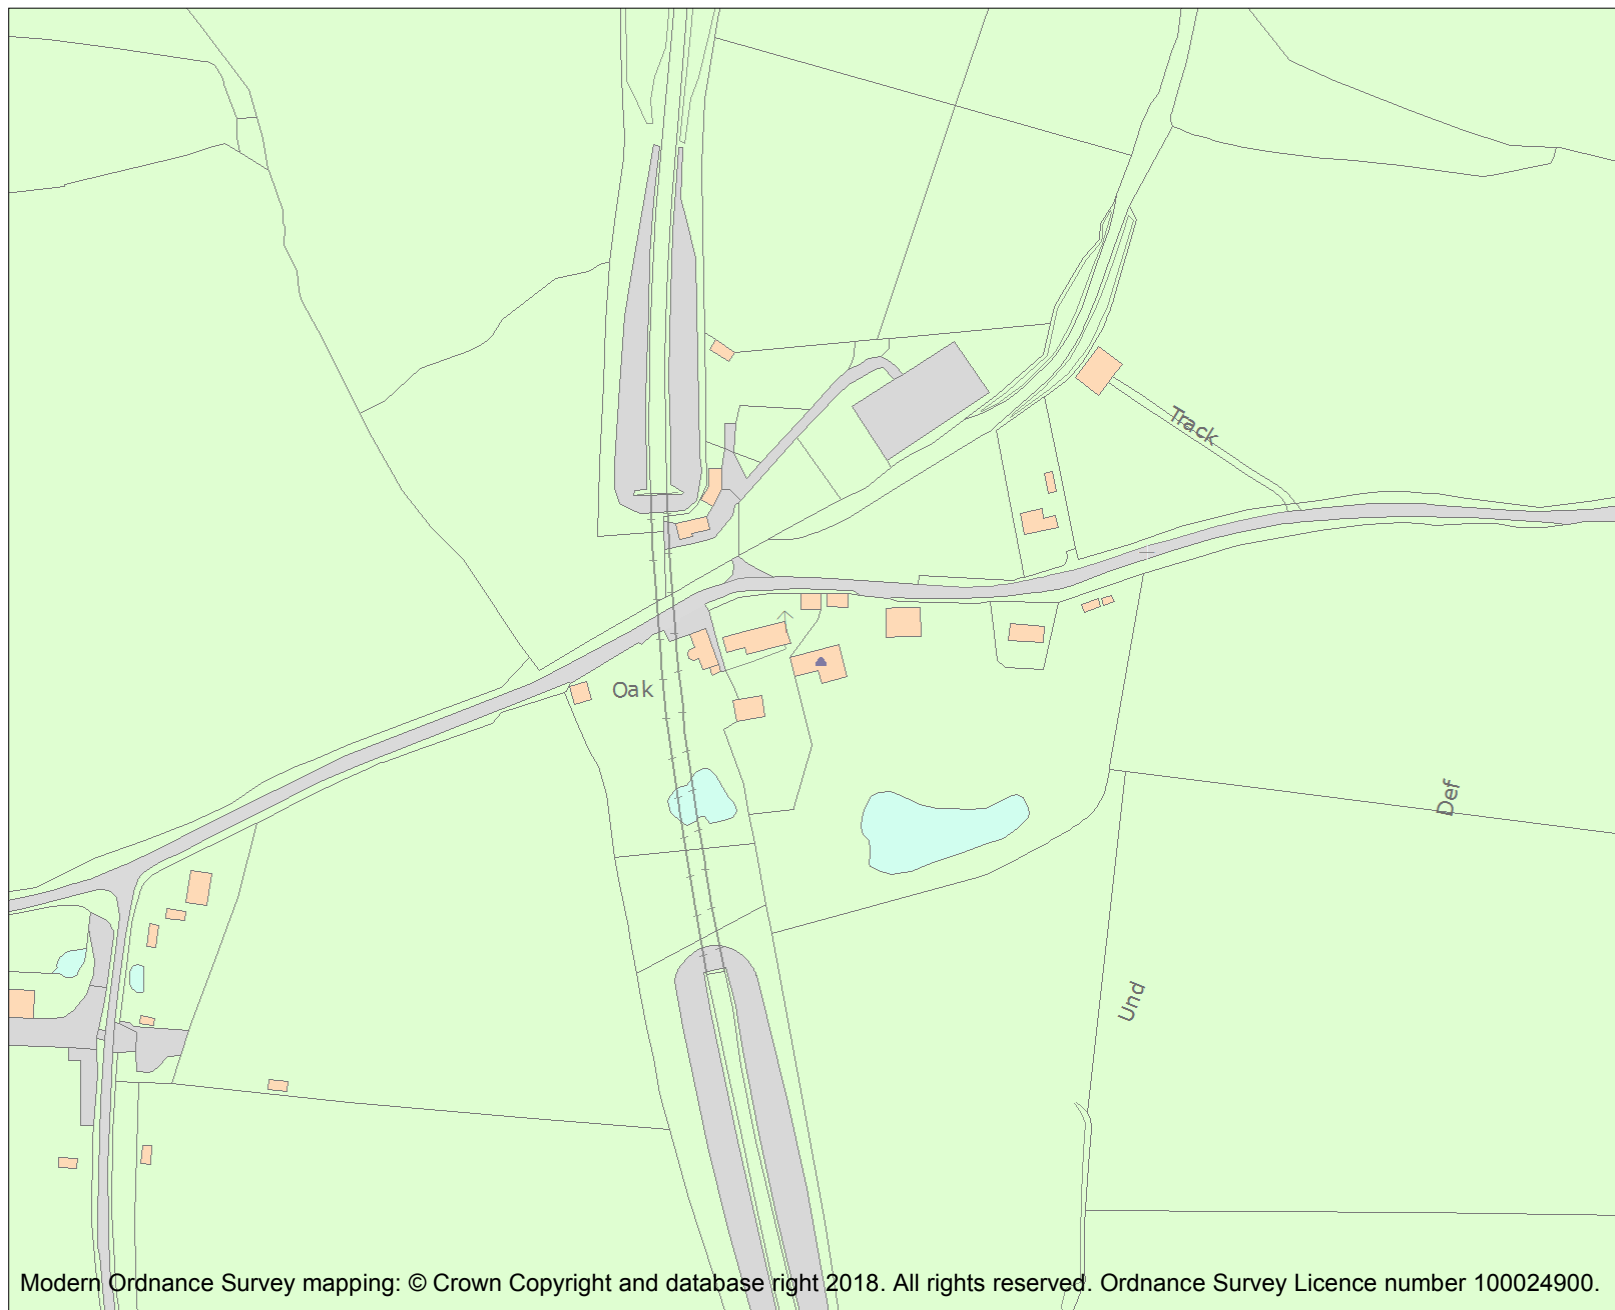 Track
Oak
Def
Und
Modern Ordnance Survey mapping: © Crown Copyright and database right 2018. All rights reserved. Ordnance Survey Licence number 100024900.